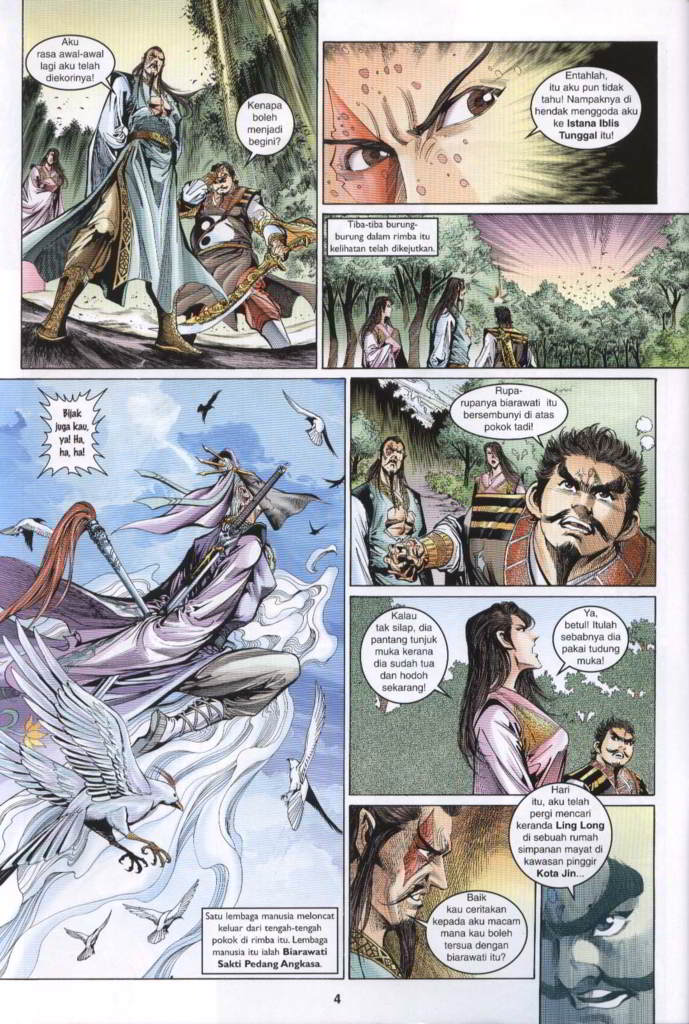 Aku
rasa awal-awal
lagi aku telah
diekorinya!
Kenapa
boleh
menjadi
begini?
Entahlah,
itu aku pun tidak
tahu! Nampaknya di
hendak menggoda aku
ke Istana Iblis
Tunggal itu!
Tiba-tiba burung-
burung dalam rimba itu
kelihatan telah dikejutkan.
Bijak
juga kau,
ya! Ha,
ha, ha!
Satu lembaga manusia meloncat
keluar dari tengah-tengah
pokok di rimba itu. Lembaga
manusia itu ialah Biarawati
Sakti Pedang Angkasa.
Rupa-
rupanya biarawati itu
bersembunyi di atas
pokok tadi!
Kalau
tak silap, dia
pantang tunjuk
muka kerana
dia sudah tua
dan hodoh
sekarang!
Ya,
betul! Itulah
sebabnya dia
pakai tudung
muka!
Baik
kau ceritakan
kepada aku macam
mana kau boleh
tersua dengan
biarawati itu?
Hari
itu, aku telah
pergi mencari
keranda Ling Long
di sebuah rumah
simpanan mayat di
kawasan pinggir
Kota Jin...
4